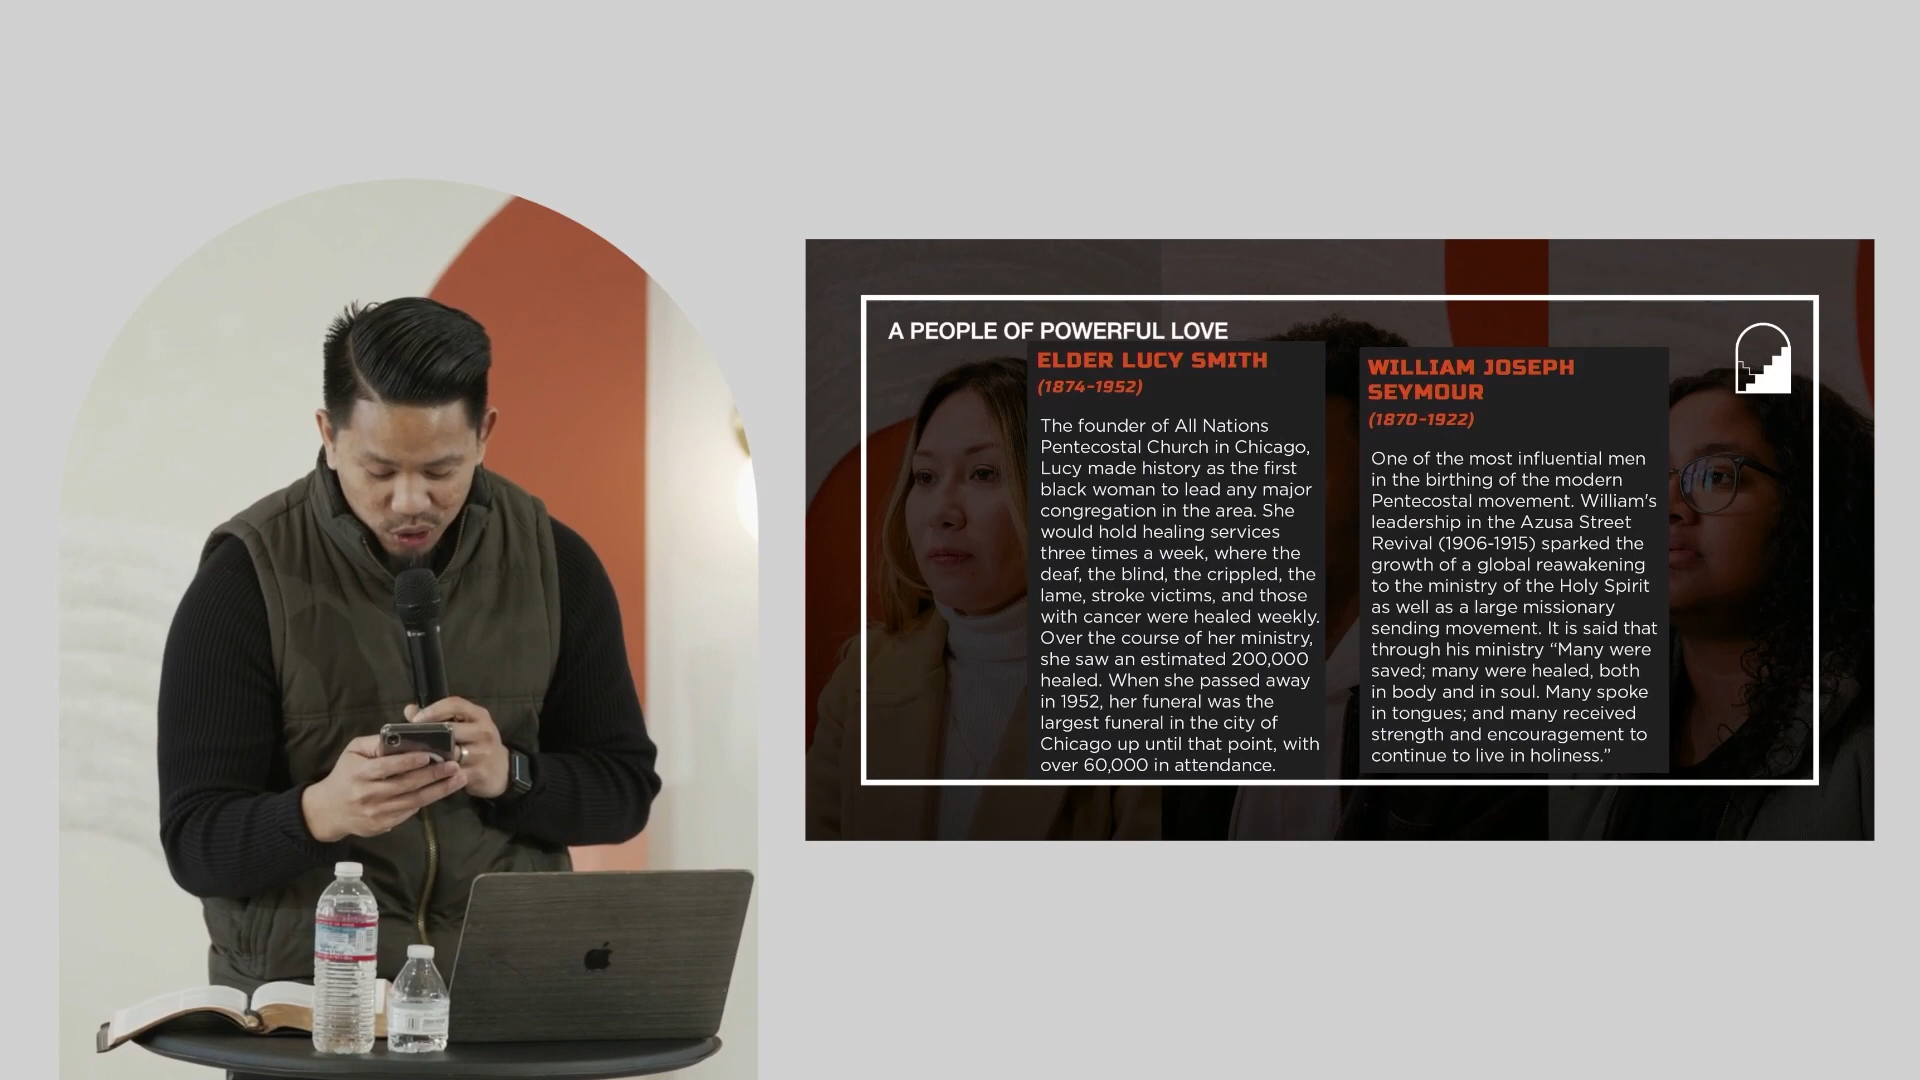 A PEOPLE OF POWERFUL LOVE
ELDER LUCY SMITH
(1874-1952)
The founder of All Nations
Pentecostal Church in Chicago,
Lucy made history as the first
black woman to lead any major
congregation in the area. She
would hold healing services
three times a week, where the
deaf, the blind, the crippled, the
lame, stroke victims, and those
with cancer were healed weekly.
Over the course of her ministry,
she saw an estimated 200,000
healed. When she passed away
in 1952, her funeral was the
largest funeral in the city of
Chicago up until that point, with
over 60,000 in attendance.
WILLIAM JOSEPH
SEYMOUR
(1870-1922)
One of the most influential men
in the birthing of the modern
Pentecostal movement. William's
leadership in the Azusa Street
Revival (1906-1915) sparked the
growth of a global reawakening
to the ministry of the Holy Spirit
as well as a large missionary
sending movement. It is said that
through his ministry “Many were
saved; many were healed, both
in body and in soul. Many spoke
in tongues; and many received
strength and encouragement to
continue to live in holiness.”